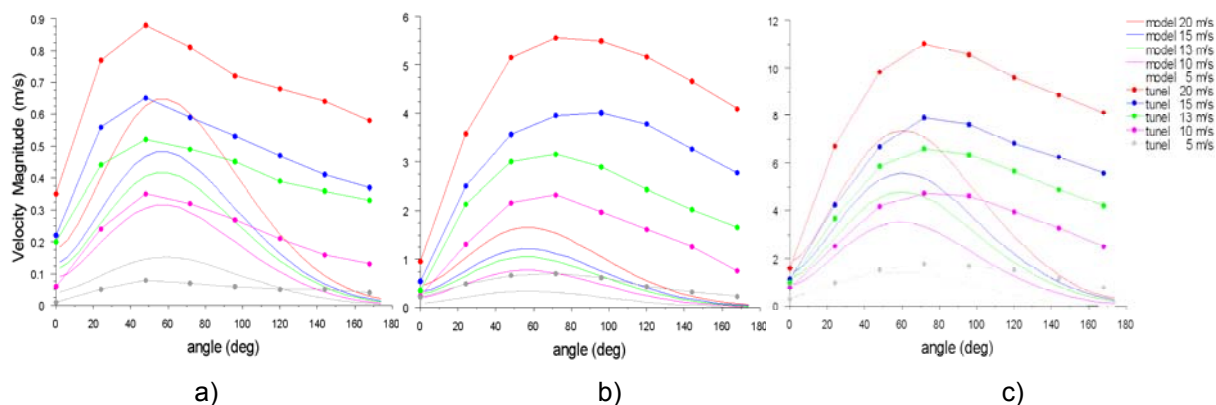 Velocity Magnitude (m/s)
0.9
0.8
0.7
0.6
0.5
0.4
0.3
0.2
0.1
0
0 20 40 60 80 100 120 140 160 180
angle (deg)
a)
6
5
4
3
2
1
0
0 20 40 60 80 100 120 140 160 180
angle (deg)
b)
12
10
8
6
4
2
0
0 20 40 60 80 100 120 140 160 180
angle (deg)
c)
model 20 m/s
model 15 m/s
model 13 m/s
model 10 m/s
model 5 m/s
tunel 20 m/s
tunel 15 m/s
tunel 13 m/s
tunel 10 m/s
tunel 5 m/s